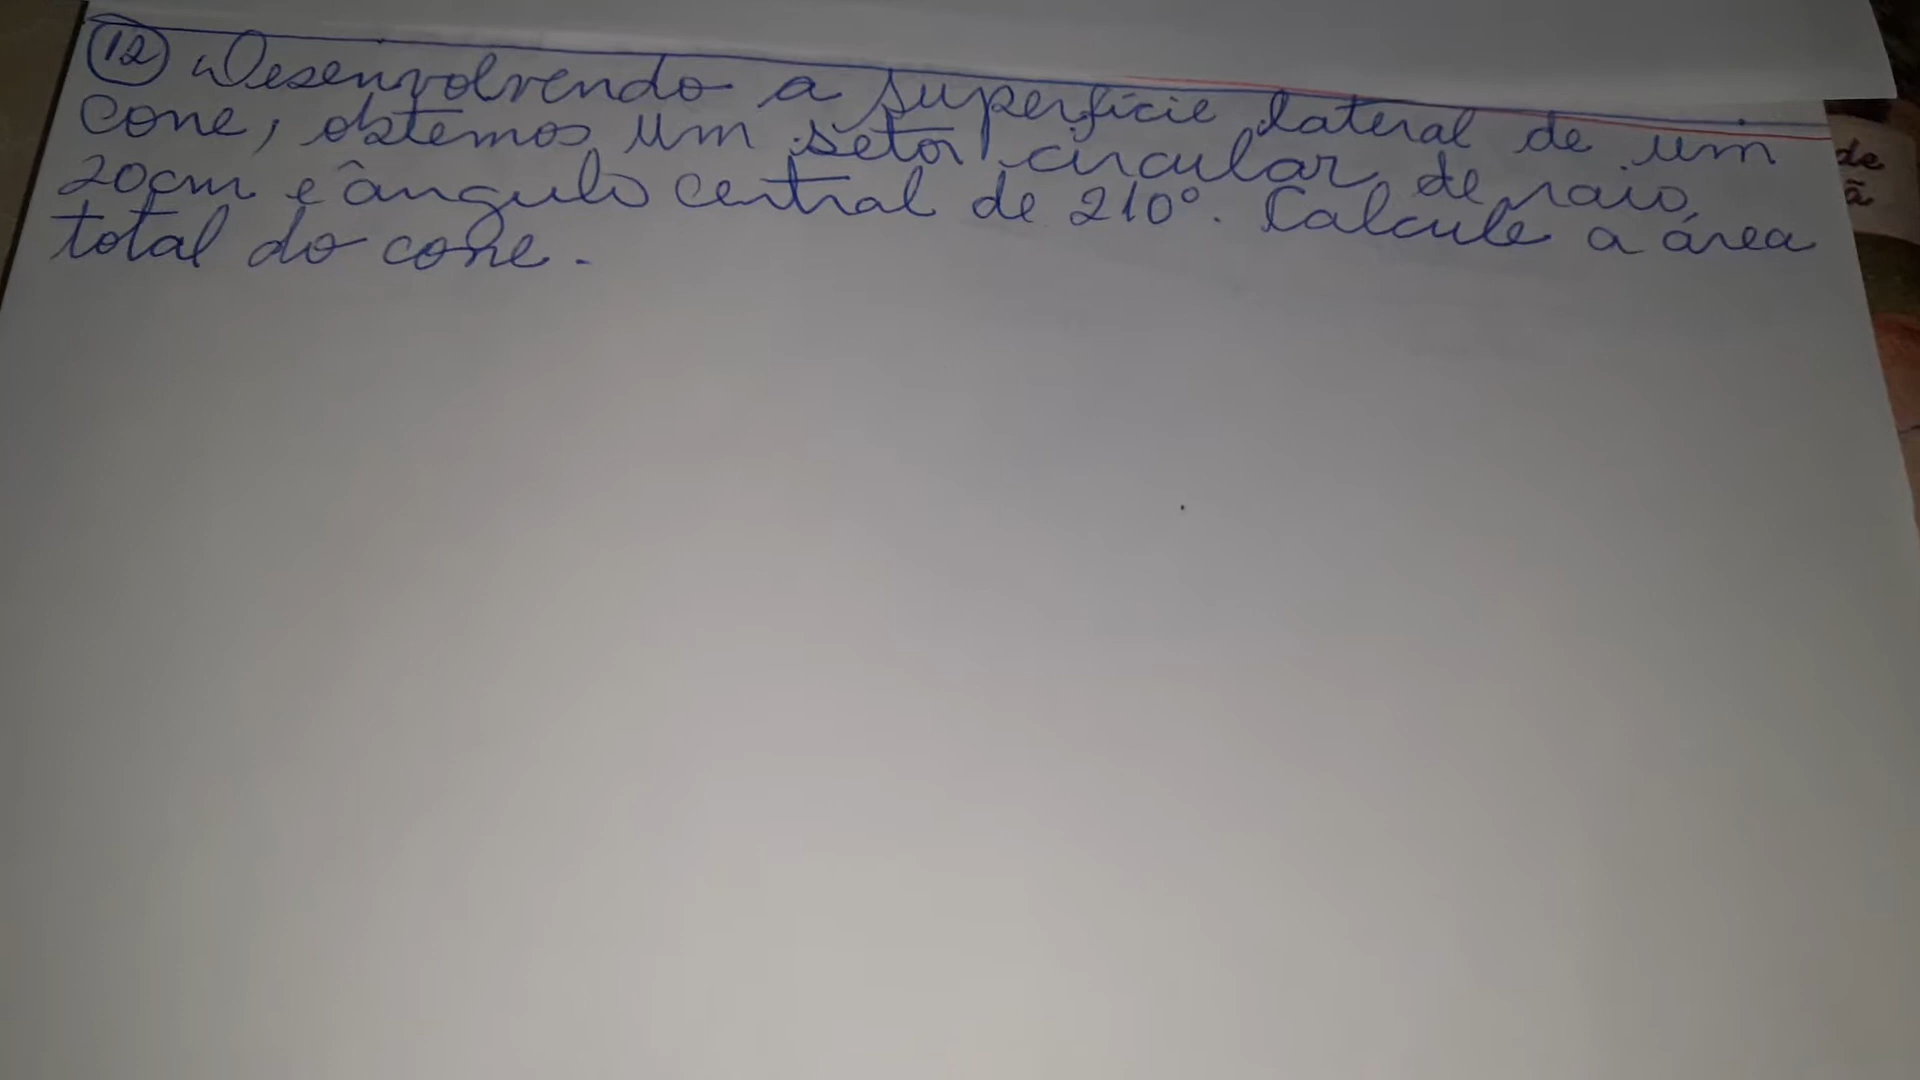 12 Desenvolvendo a superfície lateral de um
cone, obtemos um setor circular de raio
20cm e ângulo central de 210°. Calcule a área
total do cone.
de
ã